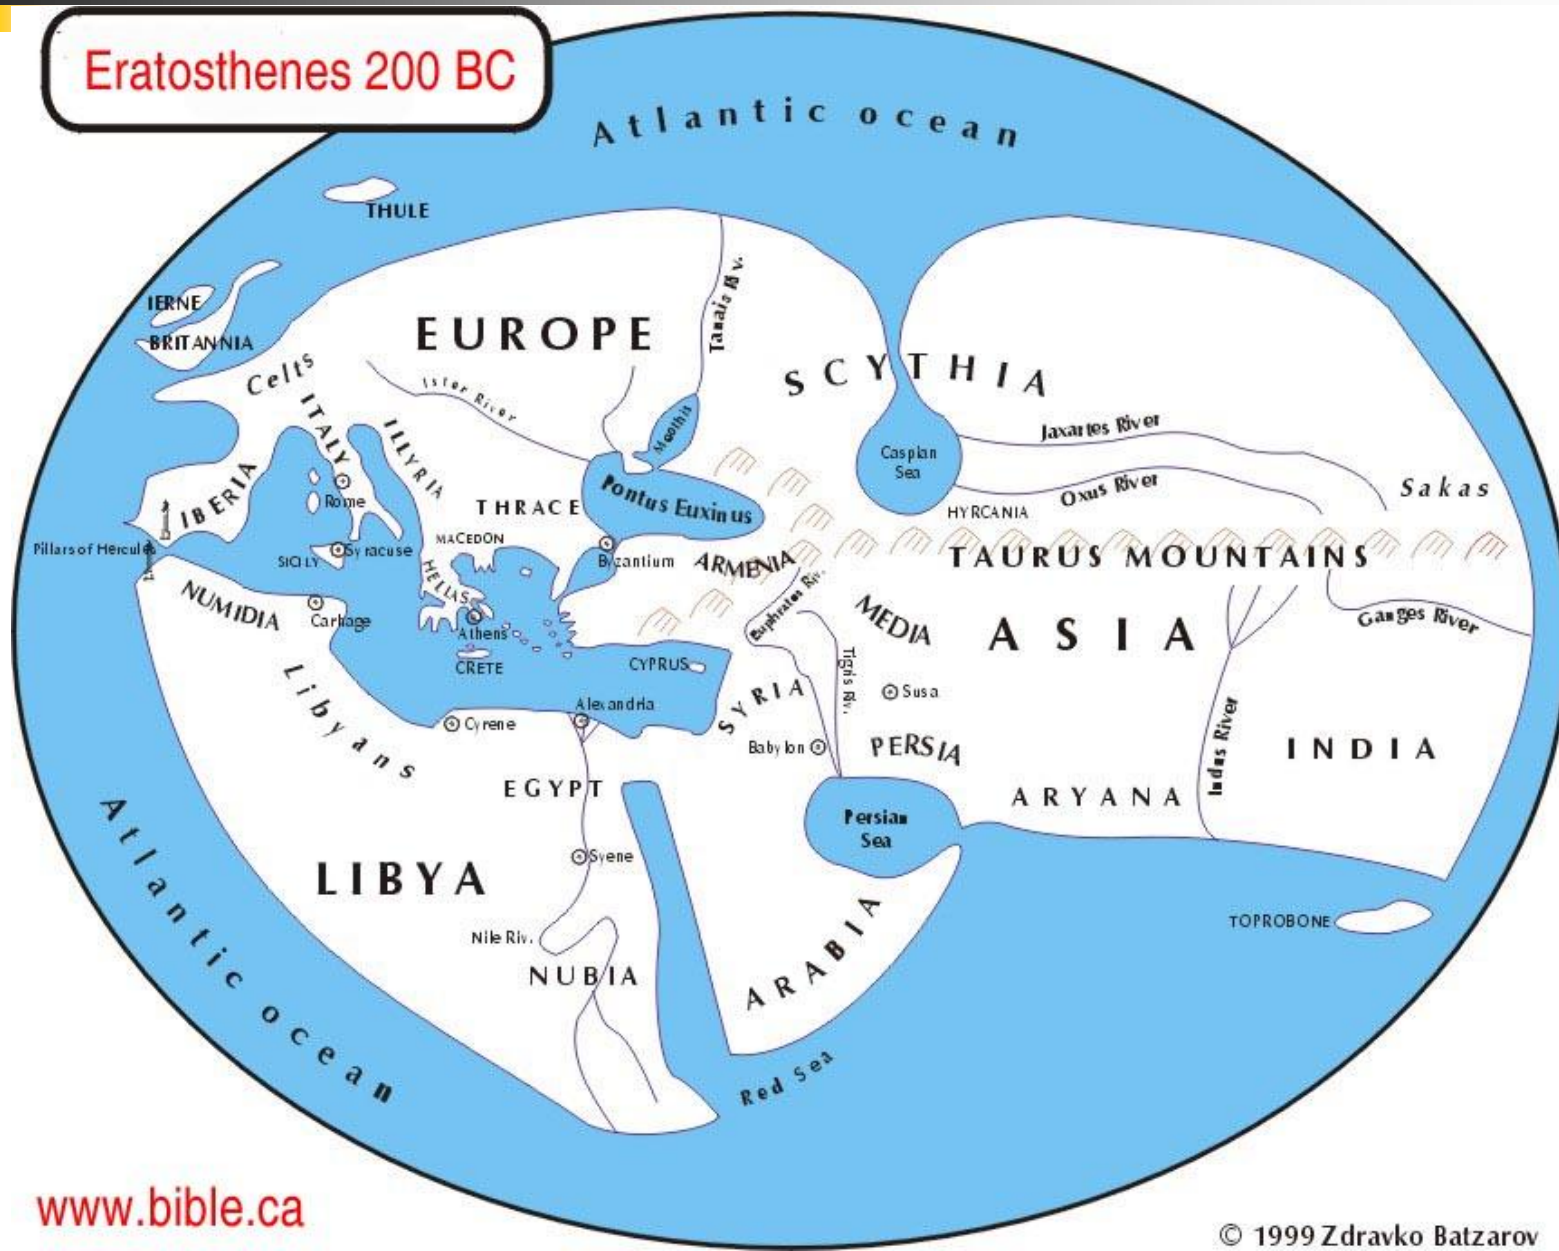 Eratosthenes 200 BC
Atlantic ocean
THULE
IERNE
BRITANNIA
EUROPE
Tanais Riv.
SCYTHIA
Celts
ITALY
ILLYRIA
Ister River
Meothis
Caspian
Sea
Jaxartes River
Oxus River
Sakas
HYRCANIA
IBERIA
Rome
THRACE
Pontus Euxinus
Pillars of Hercules
SICILY
Syracuse
MACEDON
HELLAS
Byzantium
ARMENIA
TAURUS MOUNTAINS
NUMIDIA
Carhage
Athens
CRETE
CYPRUS
Euphrates Riv.
MEDIA
ASIA
Ganges River
Libyans
Cyrene
Alexandria
SYRIA
Tigris Riv.
Susa
Babylon
PERSIA
Indus River
INDIA
EGYPT
ARYANA
Persian
Sea
Atlantic ocean
LIBYA
Syene
Nile Riv.
NUBIA
ARABIA
TOPROBONE
Red Sea
www.bible.ca
© 1999 Zdravko Batzarov